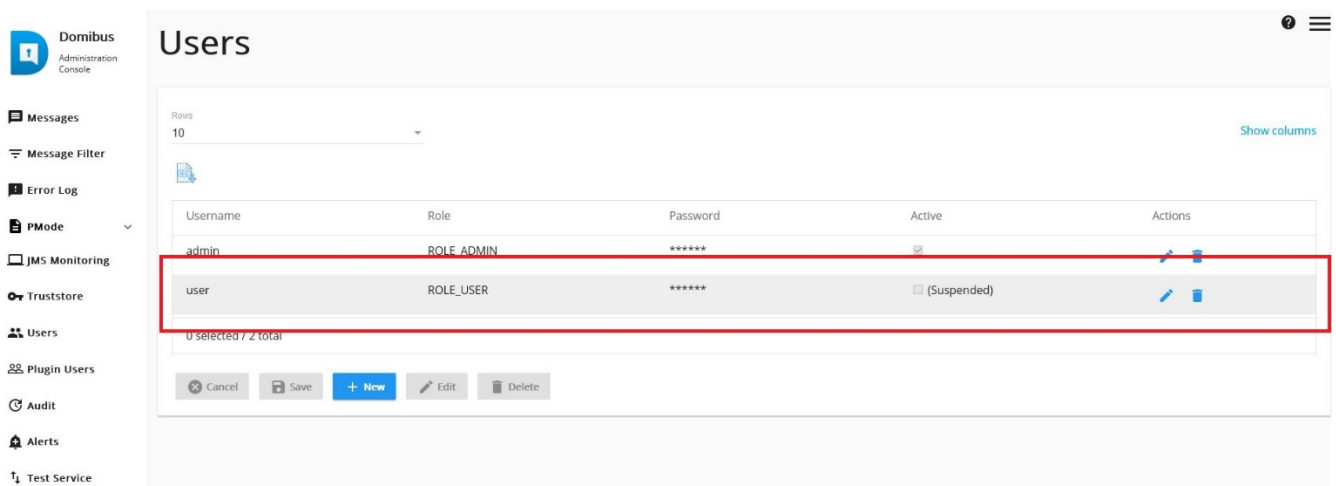 Domibus
Administration
Console
Messages
Message Filter
Error Log
PMode
JMS Monitoring
Truststore
Users
Plugin Users
Audit
Alerts
Test Service
Users
Rows
10
Show columns
Username Role Password Active Actions
admin ROLE_ADMIN ******
user ROLE_USER ****** (Suspended)
0 selected / 2 total
Cancel Save + New Edit Delete